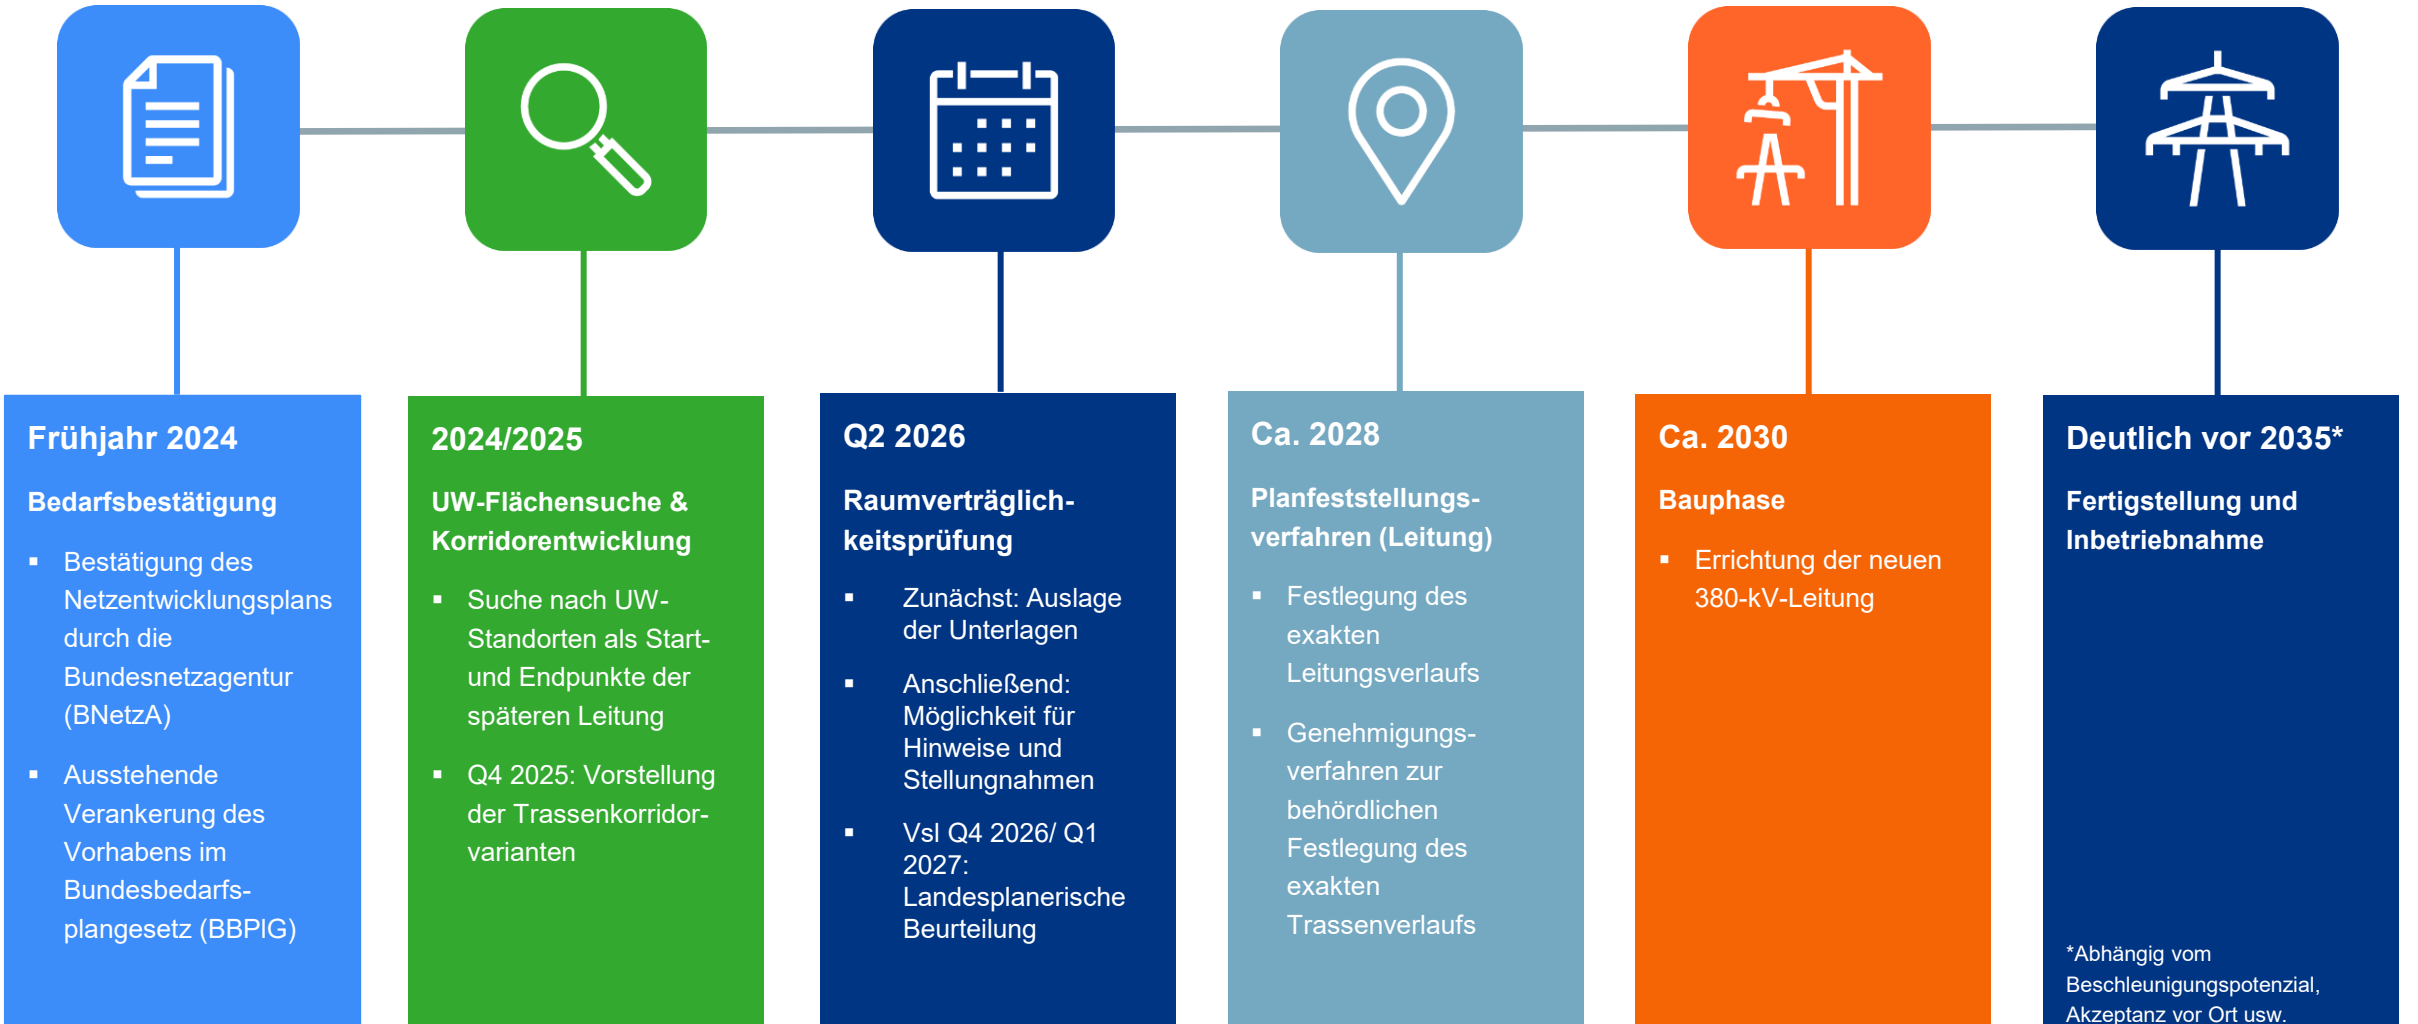 Frühjahr 2024
Bedarfsbestätigung
▪ Bestätigung des
Netzentwicklungsplans
durch die
Bundesnetzagentur
(BNetzA)
▪ Ausstehende
Verankerung des
Vorhabens im
Bundesbedarfs-
plangesetz (BBPlG)
2024/2025
UW-Flächensuche &
Korridorentwicklung
▪ Suche nach UW-
Standorten als Start-
und Endpunkte der
späteren Leitung
▪ Q4 2025: Vorstellung
der Trassenkorridor-
varianten
Q2 2026
Raumverträglich-
keitsprüfung
▪ Zunächst: Auslage
der Unterlagen
▪ Anschließend:
Möglichkeit für
Hinweise und
Stellungnahmen
▪ Vsl Q4 2026/ Q1
2027:
Landesplanerische
Beurteilung
Ca. 2028
Planfeststellungs-
verfahren (Leitung)
▪ Festlegung des
exakten
Leitungsverlaufs
▪ Genehmigungs-
verfahren zur
behördlichen
Festlegung des
exakten
Trassenverlaufs
Ca. 2030
Bauphase
▪ Errichtung der neuen
380-kV-Leitung
Deutlich vor 2035*
Fertigstellung und
Inbetriebnahme
*Abhängig vom
Beschleunigungspotenzial,
Akzeptanz vor Ort usw.